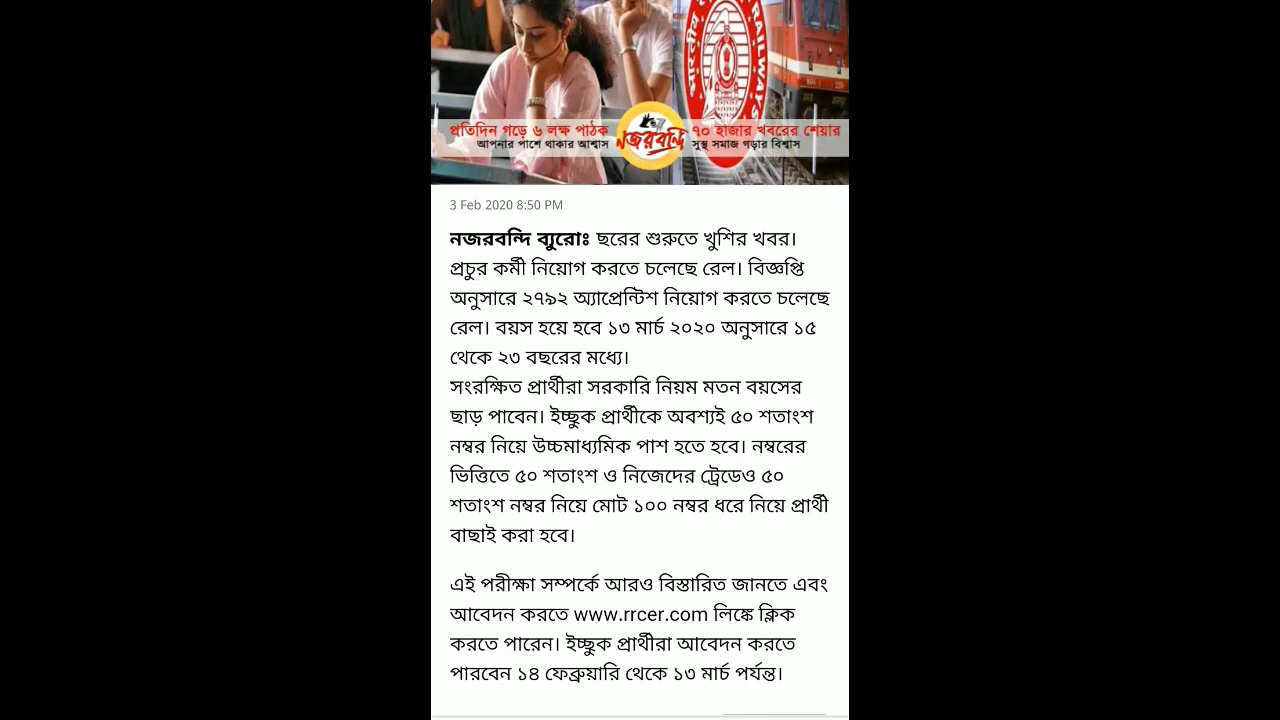 भारतीय रेल
RAILWAYS
প্রতিদিন গড়ে ৬ লক্ষ পাঠক
আপনার পাশে থাকার আশ্বাস
নজরবন্দি
৭০ হাজার খবরের শেয়ার
সুস্থ সমাজ গড়ার বিশ্বাস
3 Feb 2020 8:50 PM
নজরবন্দি ব্যুরোঃ ছরের শুরুতে খুশির খবর।
প্রচুর কর্মী নিয়োগ করতে চলেছে রেল। বিজ্ঞপ্তি
অনুসারে ২৭৯২ অ্যাপ্রেন্টিশ নিয়োগ করতে চলেছে
রেল। বয়স হয়ে হবে ১৩ মার্চ ২০২০ অনুসারে ১৫
থেকে ২৩ বছরের মধ্যে।
সংরক্ষিত প্রার্থীরা সরকারি নিয়ম মতন বয়সের
ছাড় পাবেন। ইচ্ছুক প্রার্থীকে অবশ্যই ৫০ শতাংশ
নম্বর নিয়ে উচ্চমাধ্যমিক পাশ হতে হবে। নম্বরের
ভিত্তিতে ৫০ শতাংশ ও নিজেদের ট্রেডেও ৫০
শতাংশ নম্বর নিয়ে মোট ১০০ নম্বর ধরে নিয়ে প্রার্থী
বাছাই করা হবে।
এই পরীক্ষা সম্পর্কে আরও বিস্তারিত জানতে এবং
আবেদন করতে www.rrcer.com লিঙ্কে ক্লিক
করতে পারেন। ইচ্ছুক প্রার্থীরা আবেদন করতে
পারবেন ১৪ ফেব্রুয়ারি থেকে ১৩ মার্চ পর্যন্ত।